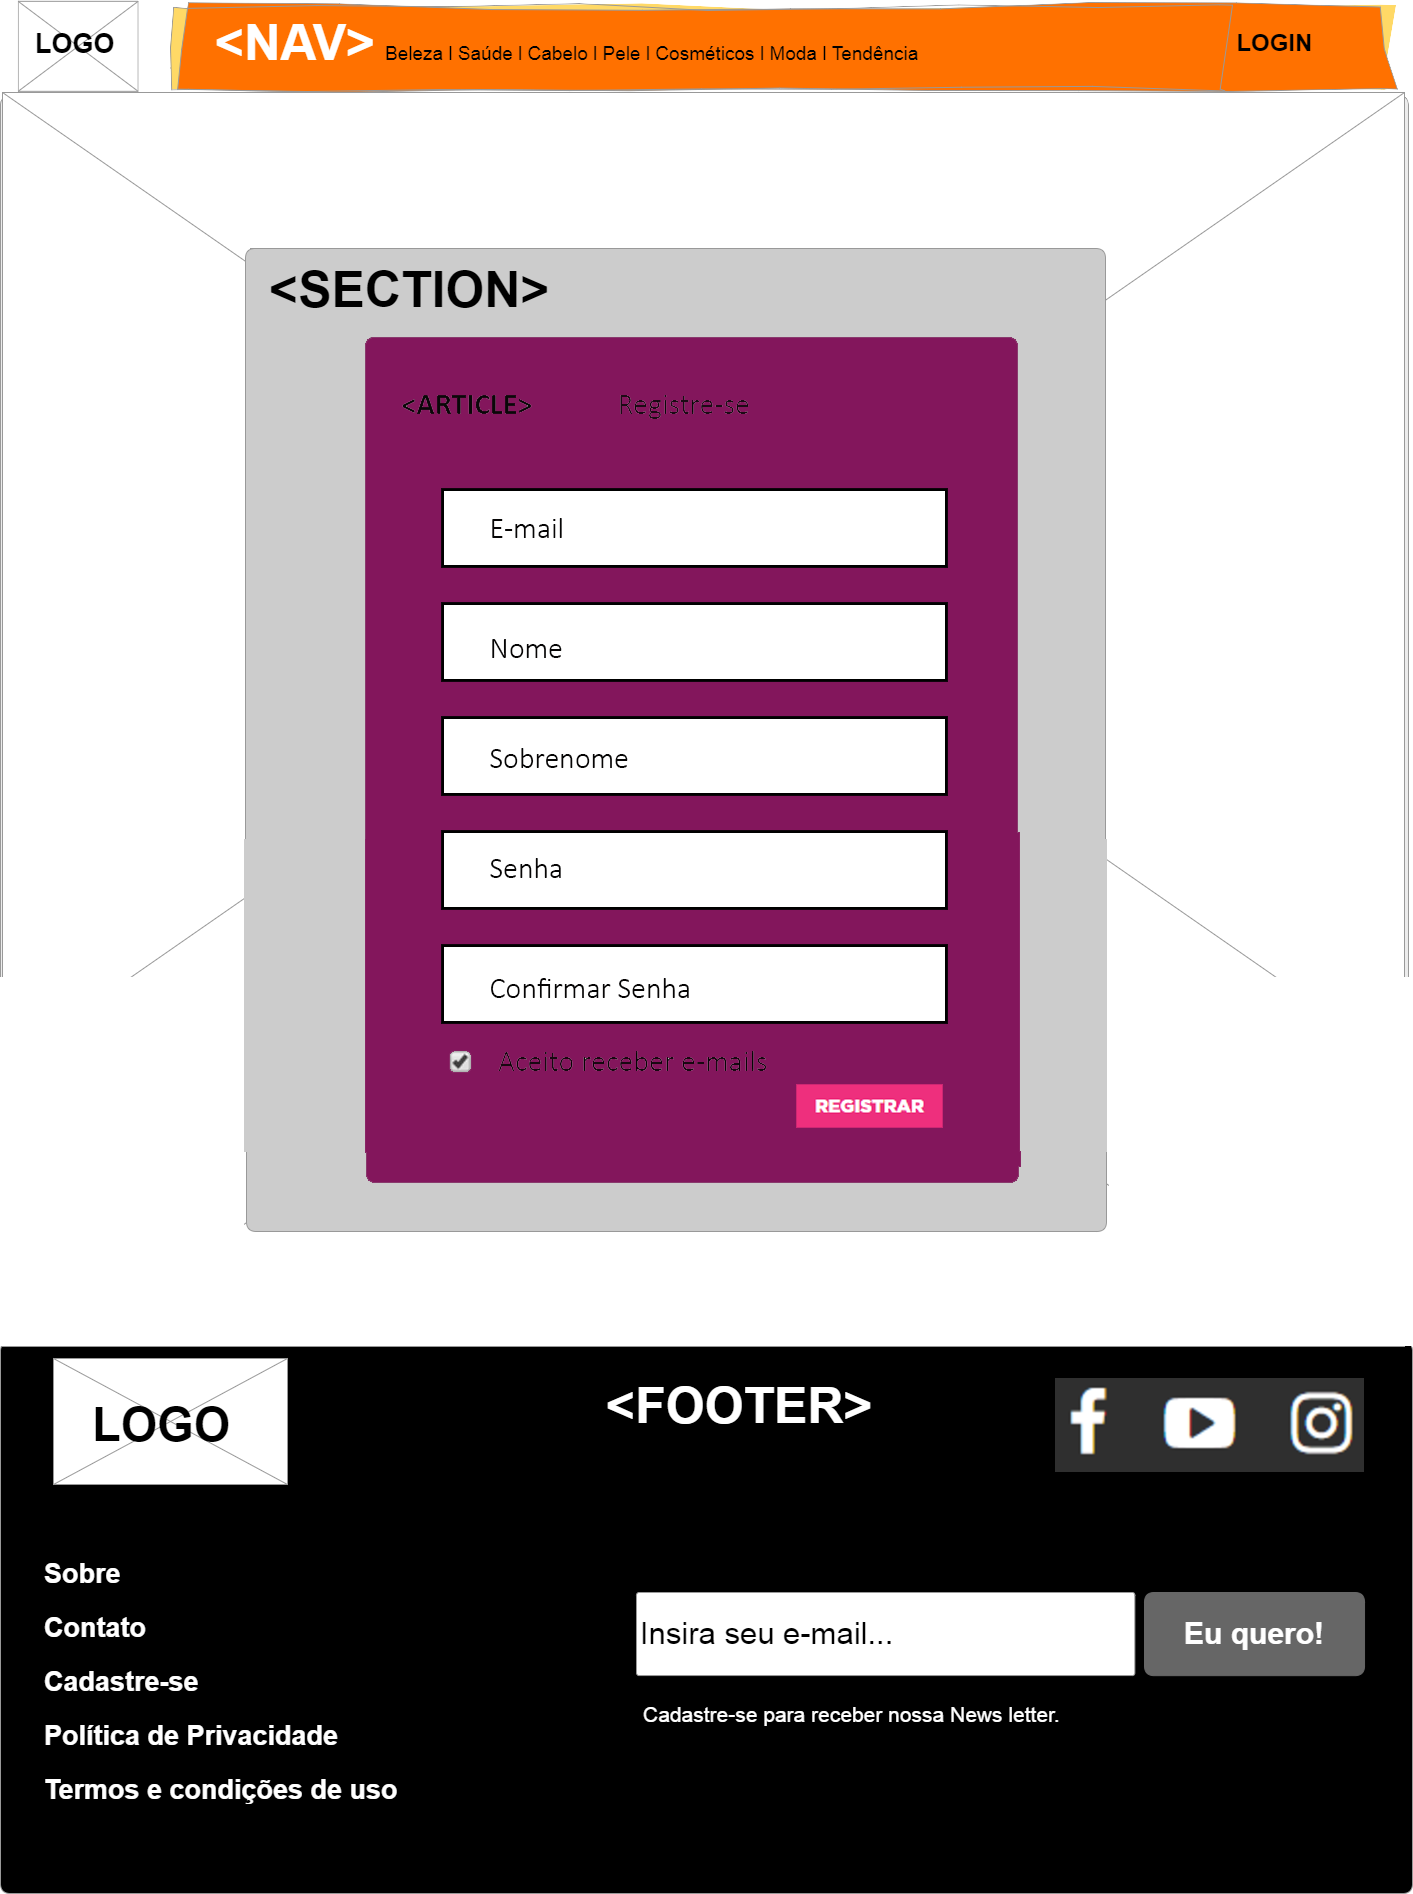 LOGO
<NAV> Beleza I Saúde I Cabelo I Pele I Cosméticos I Moda I Tendência
LOGIN
<SECTION>
<ARTICLE>
Registre-se
E-mail
Nome
Sobrenome
Senha
Confirmar Senha
Aceito receber e-mails
REGISTRAR
LOGO
<FOOTER>
Sobre
Contato
Cadastre-se
Política de Privacidade
Termos e condições de uso
Insira seu e-mail...
Eu quero!
Cadastre-se para receber nossa News letter.